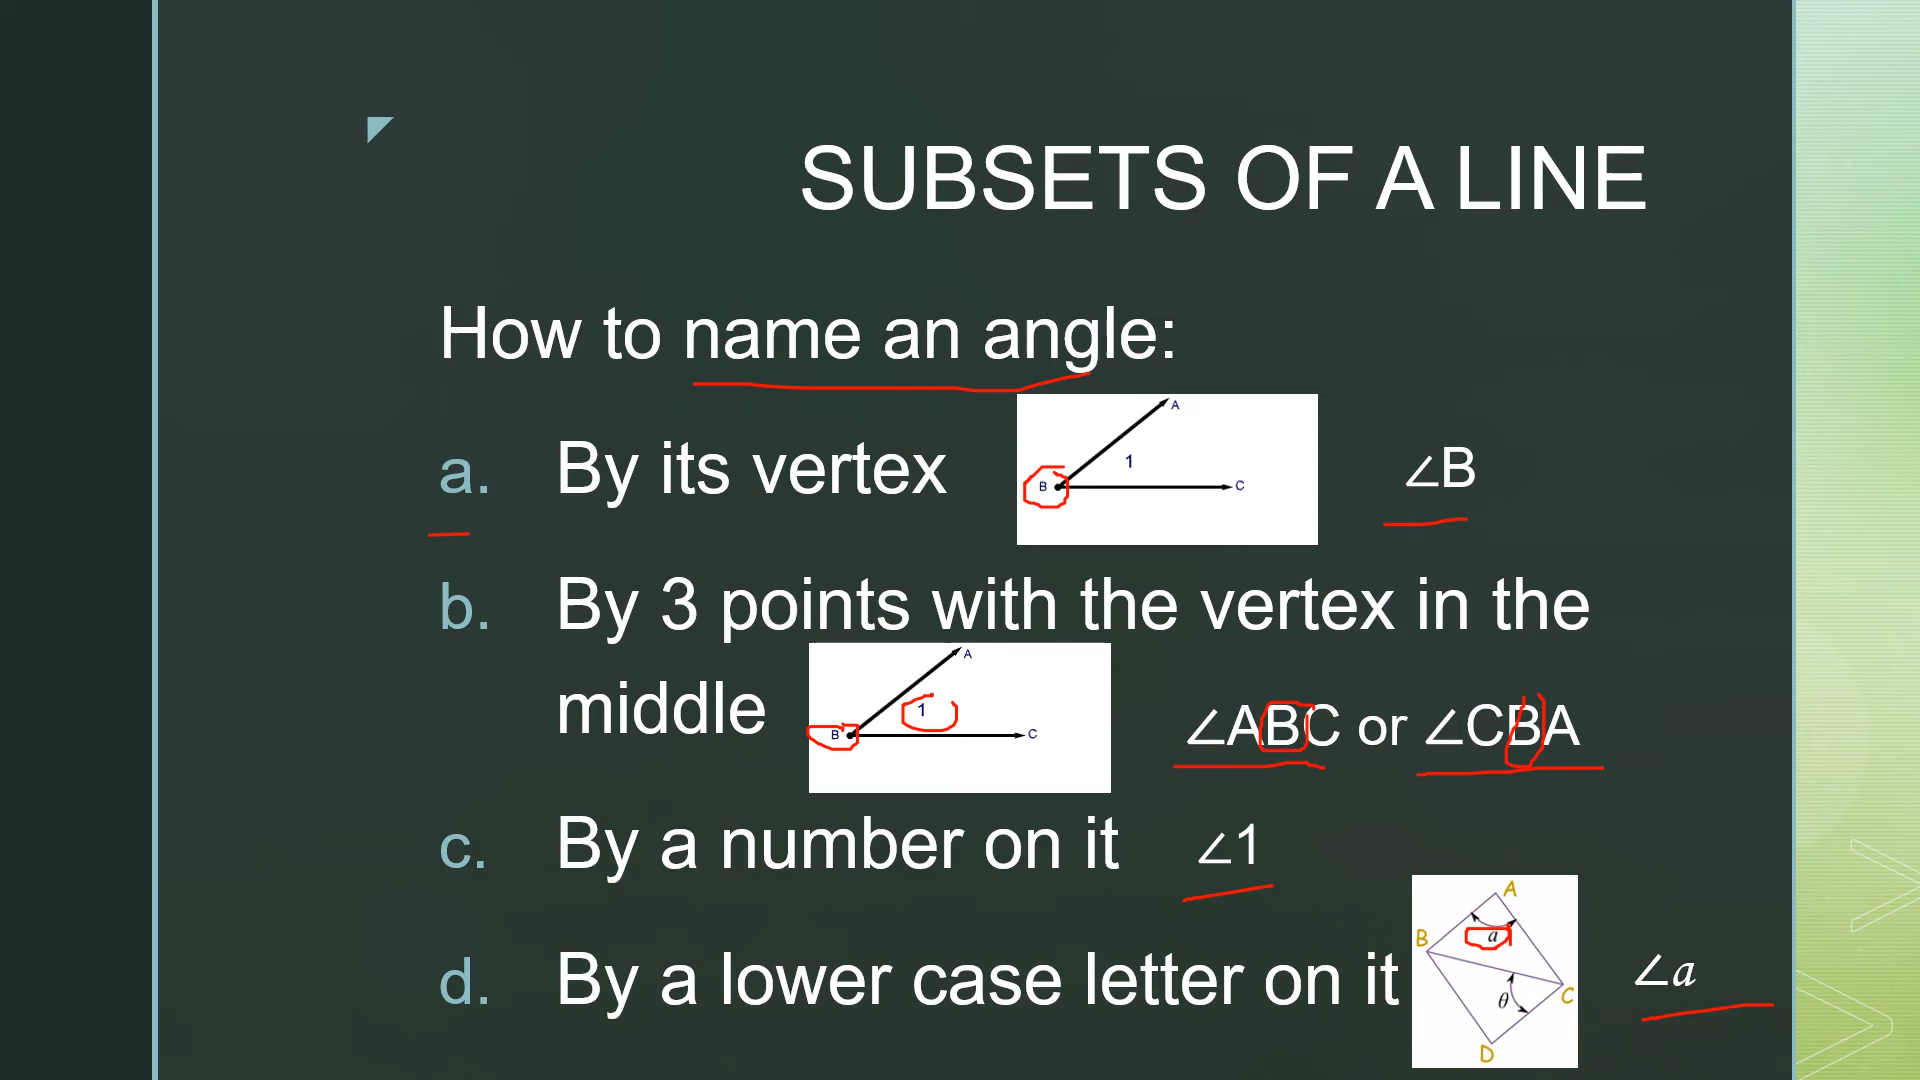 SUBSETS OF A LINE
How to name an angle:
a. By its vertex
A
1
B
C
∠B
b. By 3 points with the vertex in the
middle
A
1
B
C
∠ABC or ∠CBA
c. By a number on it ∠1
d. By a lower case letter on it
A
B
a
θ
C
D
∠a